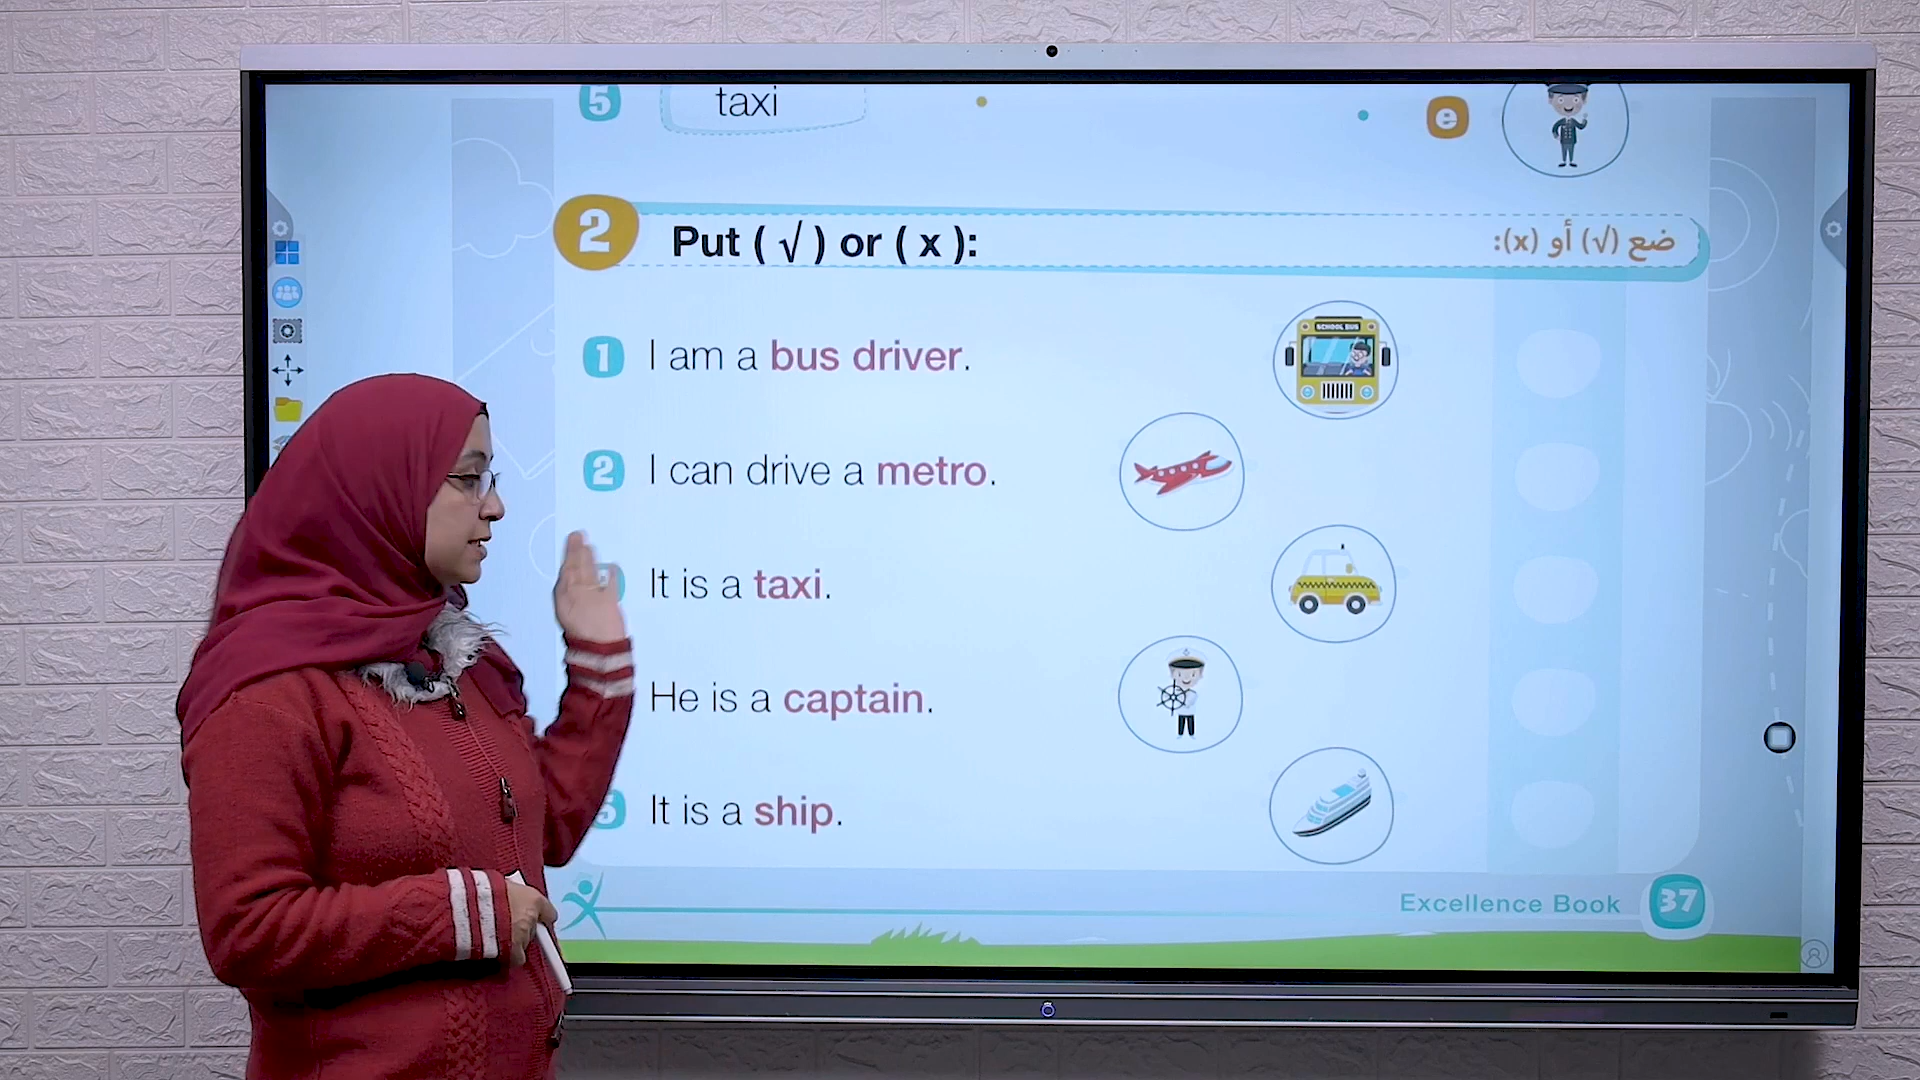 5 taxi e
2 Put ( √ ) or ( x ): ضع (√) أو (x):
SCHOOL BUS
1 I am a bus driver.
2 I can drive a metro.
It is a taxi.
He is a captain.
5 It is a ship.
Excellence Book 37